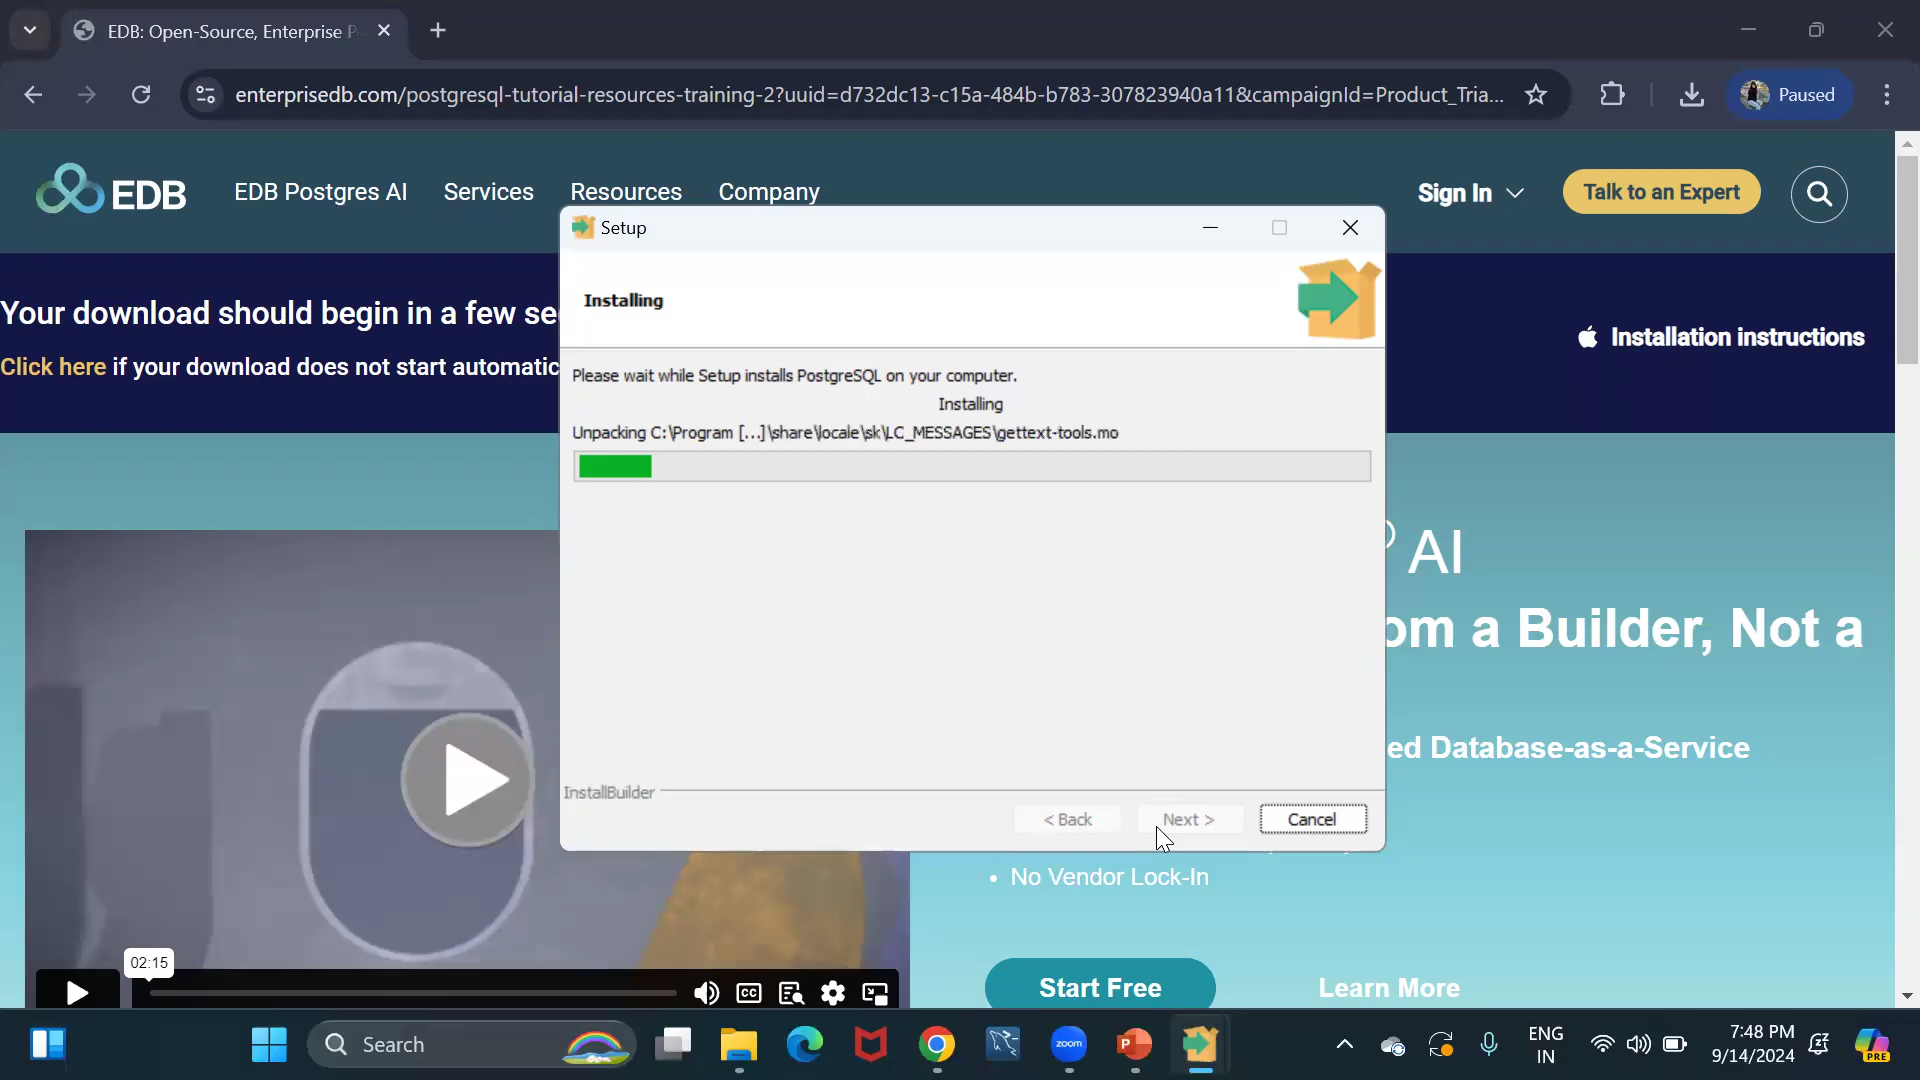 EDB: Open-Source, Enterprise P
enterprisedb.com/postgresql-tutorial-resources-training-2?uuid=d732dc13-c15a-484b-b783-307823940a11&campaignId=Product_Tria...
Paused
EDB
EDB Postgres AI
Services
Resources
Company
Sign In
Talk to an Expert
Your download should begin in a few se
Click here if your download does not start automatic
Installation instructions
Setup
Installing
Please wait while Setup installs PostgreSQL on your computer.
Installing
Unpacking C:\Program [...]\share\locale\sk\LC_MESSAGES\gettext-tools.mo
InstallBuilder
< Back
Next >
Cancel
AI
om a Builder, Not a
ed Database-as-a-Service
• No Vendor Lock-In
Start Free
Learn More
02:15
CC
Search
zoom
P
ENG
IN
7:48 PM
9/14/2024
PRE